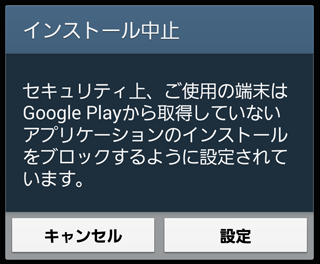 インストール中止
セキュリティ上、ご使用の端末は
Google Playから取得していない
アプリケーションのインストール
をブロックするように設定されて
います。
キャンセル
設定